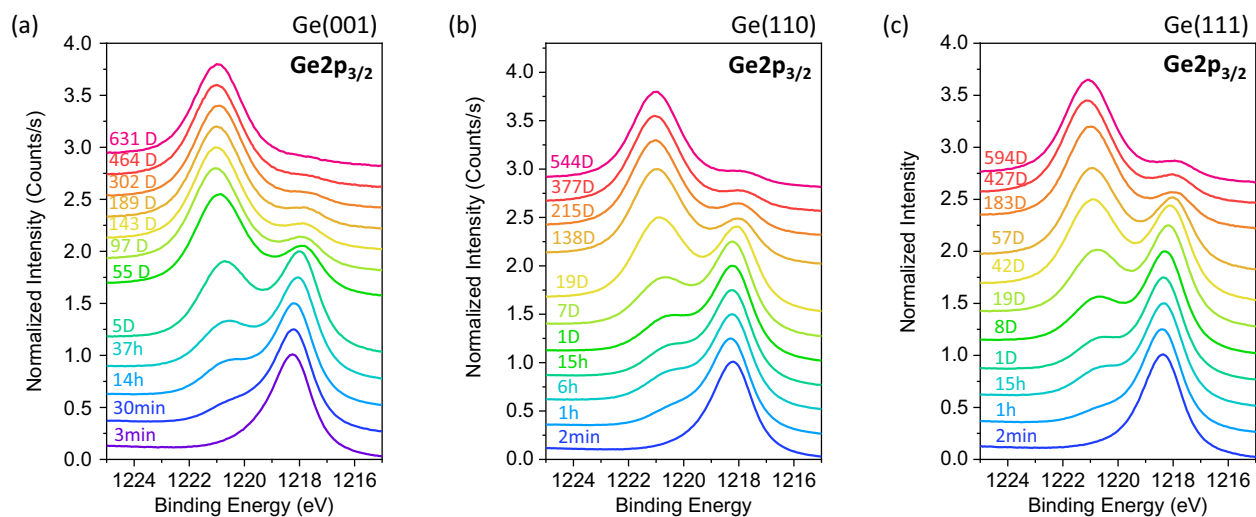 (a)
Ge(001)
Ge2p3/2
Normalized Intensity (Counts/s)
4.0
3.5
3.0
2.5
2.0
1.5
1.0
0.5
0.0
631 D
464 D
302 D
189 D
143 D
97 D
55 D
5D
37h
14h
30min
3min
1224 1222 1220 1218 1216
Binding Energy (eV)
(b)
Ge(110)
Ge2p3/2
Normalized Intensity (Counts/s)
4.0
3.5
3.0
2.5
2.0
1.5
1.0
0.5
0.0
544D
377D
215D
138D
19D
7D
1D
15h
6h
1h
2min
1224 1222 1220 1218 1216
Binding Energy
(c)
Ge(111)
Ge2p3/2
Normalized Intensity
4.0
3.5
3.0
2.5
2.0
1.5
1.0
0.5
0.0
594D
427D
183D
57D
42D
19D
8D
1D
15h
1h
2min
1224 1222 1220 1218 1216
Binding Energy (eV)